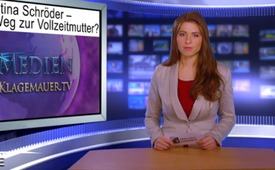 tina Schröder –
Weg zur Vollzeitmutter?
MEDIEN
KLAGEMAUER.TV